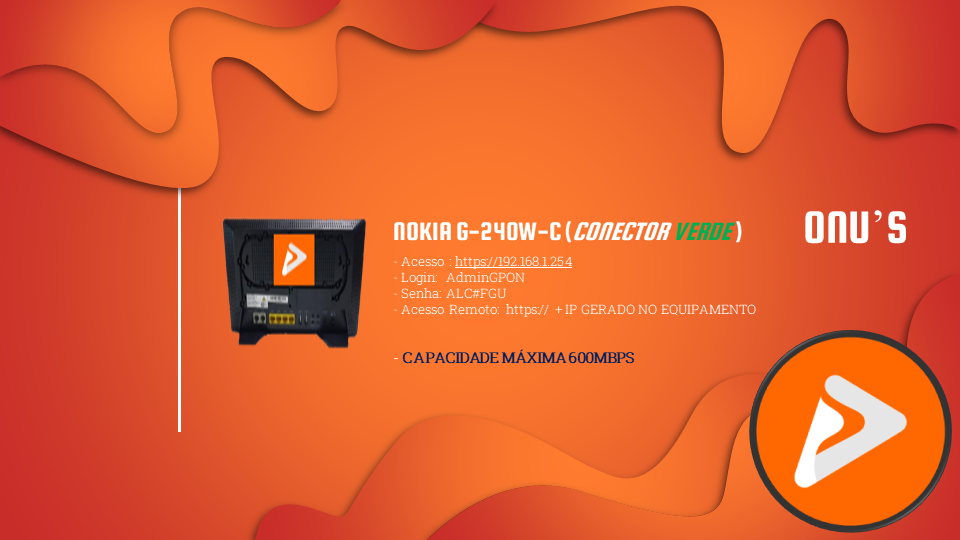 NOKIA G-240W-C (CONECTOR VERDE)
ONU'S
- Acesso : https://192.168.1.254
- Login: AdminGPON
- Senha: ALC#FGU
- Acesso Remoto: https:// + IP GERADO NO EQUIPAMENTO
- CAPACIDADE MÁXIMA 600MBPS